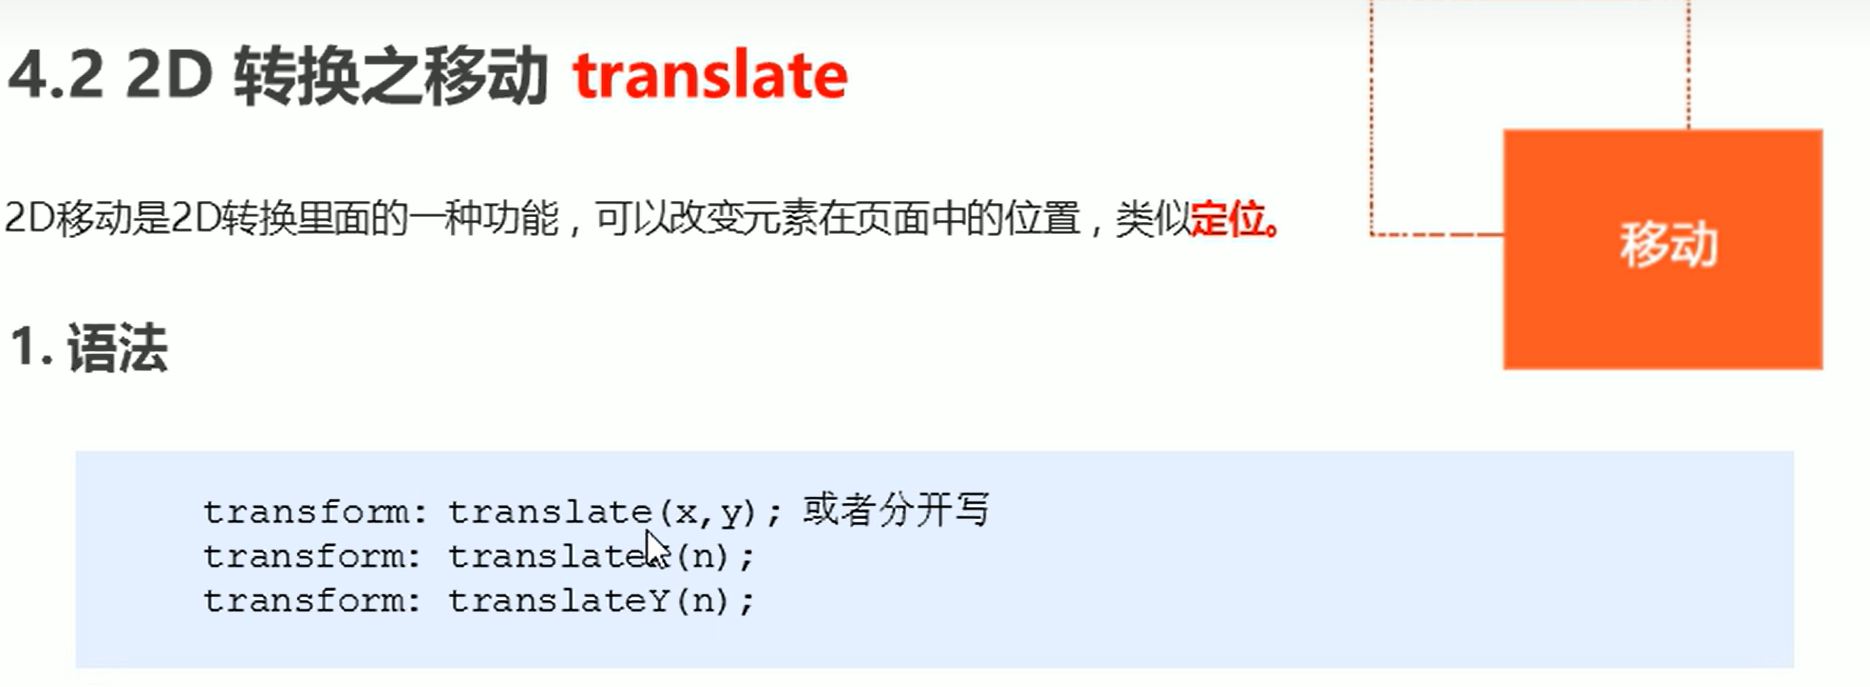 4.2 2D 转换之移动 translate
2D移动是2D转换里面的一种功能，可以改变元素在页面中的位置，类似定位。
移动
1. 语法
transform: translate(x,y); 或者分开写
transform: translate(n);
transform: translateY(n);